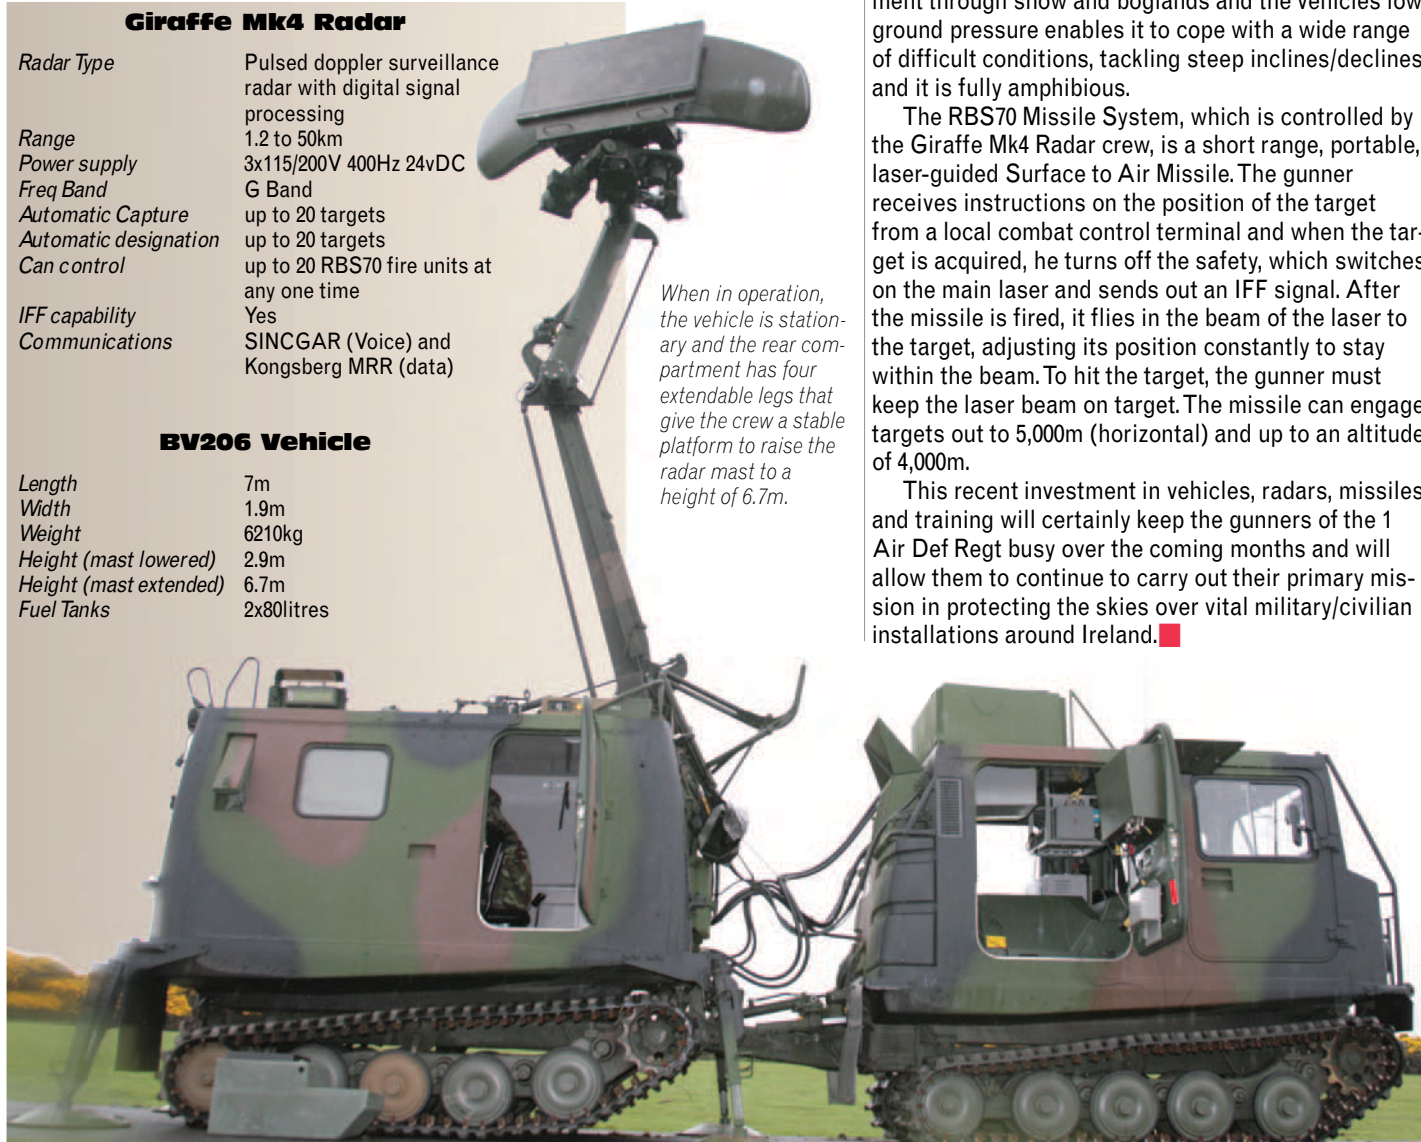 Giraffe Mk4 Radar
Radar Type Pulsed doppler surveillance
radar with digital signal
processing
Range 1.2 to 50km
Power supply 3x115/200V 400Hz 24vDC
Freq Band G Band
Automatic Capture up to 20 targets
Automatic designation up to 20 targets
Can control up to 20 RBS70 fire units at
any one time
IFF capability Yes
Communications SINCGAR (Voice) and
Kongsberg MRR (data)
BV206 Vehicle
Length 7m
Width 1.9m
Weight 6210kg
Height (mast lowered) 2.9m
Height (mast extended) 6.7m
Fuel Tanks 2x80litres
When in operation,
the vehicle is station-
ary and the rear com-
partment has four
extendable legs that
give the crew a stable
platform to raise the
radar mast to a
height of 6.7m.
ment through snow and boglands and the vehicles low
ground pressure enables it to cope with a wide range
of difficult conditions, tackling steep inclines/declines
and it is fully amphibious.
The RBS70 Missile System, which is controlled by
the Giraffe Mk4 Radar crew, is a short range, portable,
laser-guided Surface to Air Missile. The gunner
receives instructions on the position of the target
from a local combat control terminal and when the tar-
get is acquired, he turns off the safety, which switches
on the main laser and sends out an IFF signal. After
the missile is fired, it flies in the beam of the laser to
the target, adjusting its position constantly to stay
within the beam. To hit the target, the gunner must
keep the laser beam on target. The missile can engage
targets out to 5,000m (horizontal) and up to an altitude
of 4,000m.
This recent investment in vehicles, radars, missiles
and training will certainly keep the gunners of the 1
Air Def Regt busy over the coming months and will
allow them to continue to carry out their primary mis-
sion in protecting the skies over vital military/civilian
installations around Ireland.